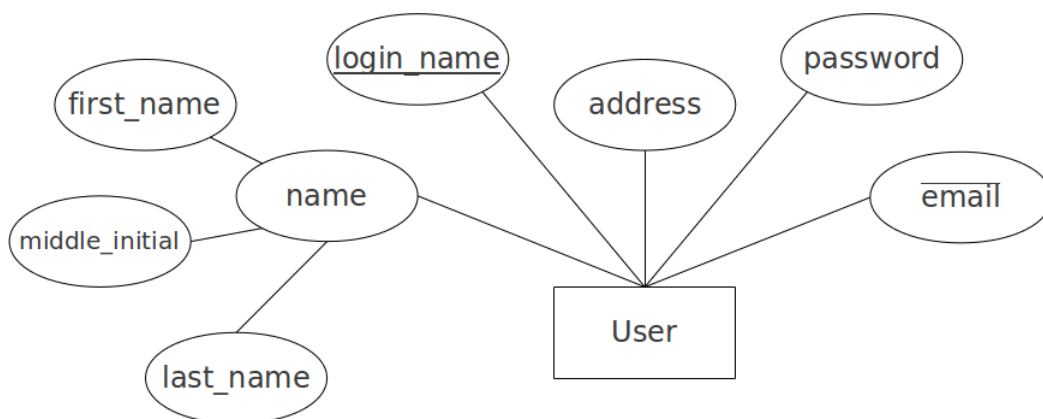 login_name
password
first_name
address
name
email
middle_initial
User
last_name